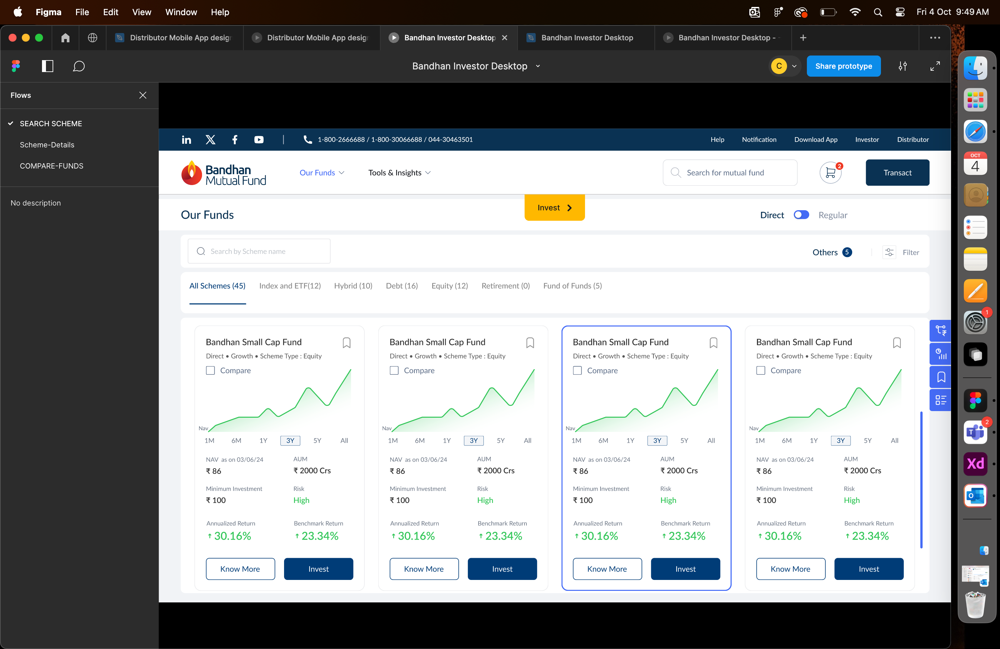 Figma File Edit View Window Help Fri 4 Oct 9:49 AM
Distributor Mobile App design Distributor Mobile App design Bandhan Investor Desktop Bandhan Investor Desktop Bandhan Investor Desktop -
Bandhan Investor Desktop C Share prototype
Flows
SEARCH SCHEME
Scheme-Details
COMPARE-FUNDS
No description
in X f 1-800-2666688 / 1-800-30066688 / 044-30463501 Help Notification Download App Investor Distributor
Bandhan
Mutual Fund
Our Funds Tools & Insights Search for mutual fund 2 Transact
Invest
Our Funds Direct Regular
Search by Scheme name Others 5 Filter
All Schemes (45) Index and ETF(12) Hybrid (10) Debt (16) Equity (12) Retirement (0) Fund of Funds (5)
Bandhan Small Cap Fund Bandhan Small Cap Fund Bandhan Small Cap Fund Bandhan Small Cap Fund
Direct • Growth • Scheme Type : Equity Direct • Growth • Scheme Type : Equity Direct • Growth • Scheme Type : Equity Direct • Growth • Scheme Type : Equity
Compare Compare Compare Compare
Nav Nav Nav Nav
1M 6M 1Y 3Y 5Y All 1M 6M 1Y 3Y 5Y All 1M 6M 1Y 3Y 5Y All 1M 6M 1Y 3Y 5Y All
NAV as on 03/06/24 AUM NAV as on 03/06/24 AUM NAV as on 03/06/24 AUM NAV as on 03/06/24 AUM
₹ 86 ₹ 2000 Crs ₹ 86 ₹ 2000 Crs ₹ 86 ₹ 2000 Crs ₹ 86 ₹ 2000 Crs
Minimum Investment Risk Minimum Investment Risk Minimum Investment Risk Minimum Investment Risk
₹ 100 High ₹ 100 High ₹ 100 High ₹ 100 High
Annualized Return Benchmark Return Annualized Return Benchmark Return Annualized Return Benchmark Return Annualized Return Benchmark Return
↑ 30.16% ↑ 23.34% ↑ 30.16% ↑ 23.34% ↑ 30.16% ↑ 23.34% ↑ 30.16% ↑ 23.34%
Know More Invest Know More Invest Know More Invest Know More Invest
OCT
4
1
2
T
Xd
O